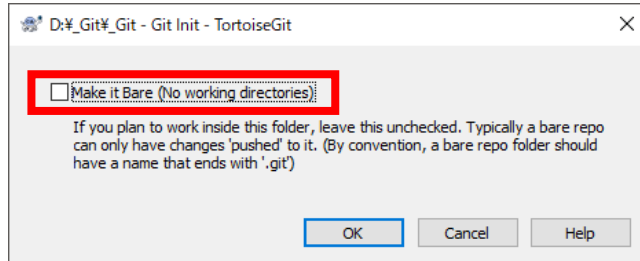 D:¥_Git¥_Git - Git Init - TortoiseGit
Make it Bare (No working directories)
If you plan to work inside this folder, leave this unchecked. Typically a bare repo
can only have changes 'pushed' to it. (By convention, a bare repo folder should
have a name that ends with '.git')
OK Cancel Help